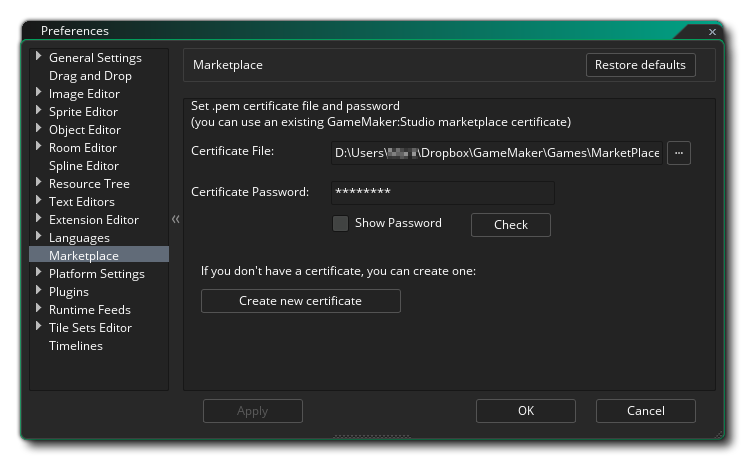 Preferences
General Settings
Drag and Drop
Image Editor
Sprite Editor
Object Editor
Room Editor
Spline Editor
Resource Tree
Text Editors
Extension Editor
Languages
Marketplace
Platform Settings
Plugins
Runtime Feeds
Tile Sets Editor
Timelines
Marketplace
Restore defaults
Set .pem certificate file and password
(you can use an existing GameMaker:Studio marketplace certificate)
Certificate File: D:\Users\ \Dropbox\GameMaker\Games\MarketPlace ...
Certificate Password: ********
Show Password Check
If you don't have a certificate, you can create one:
Create new certificate
Apply OK Cancel